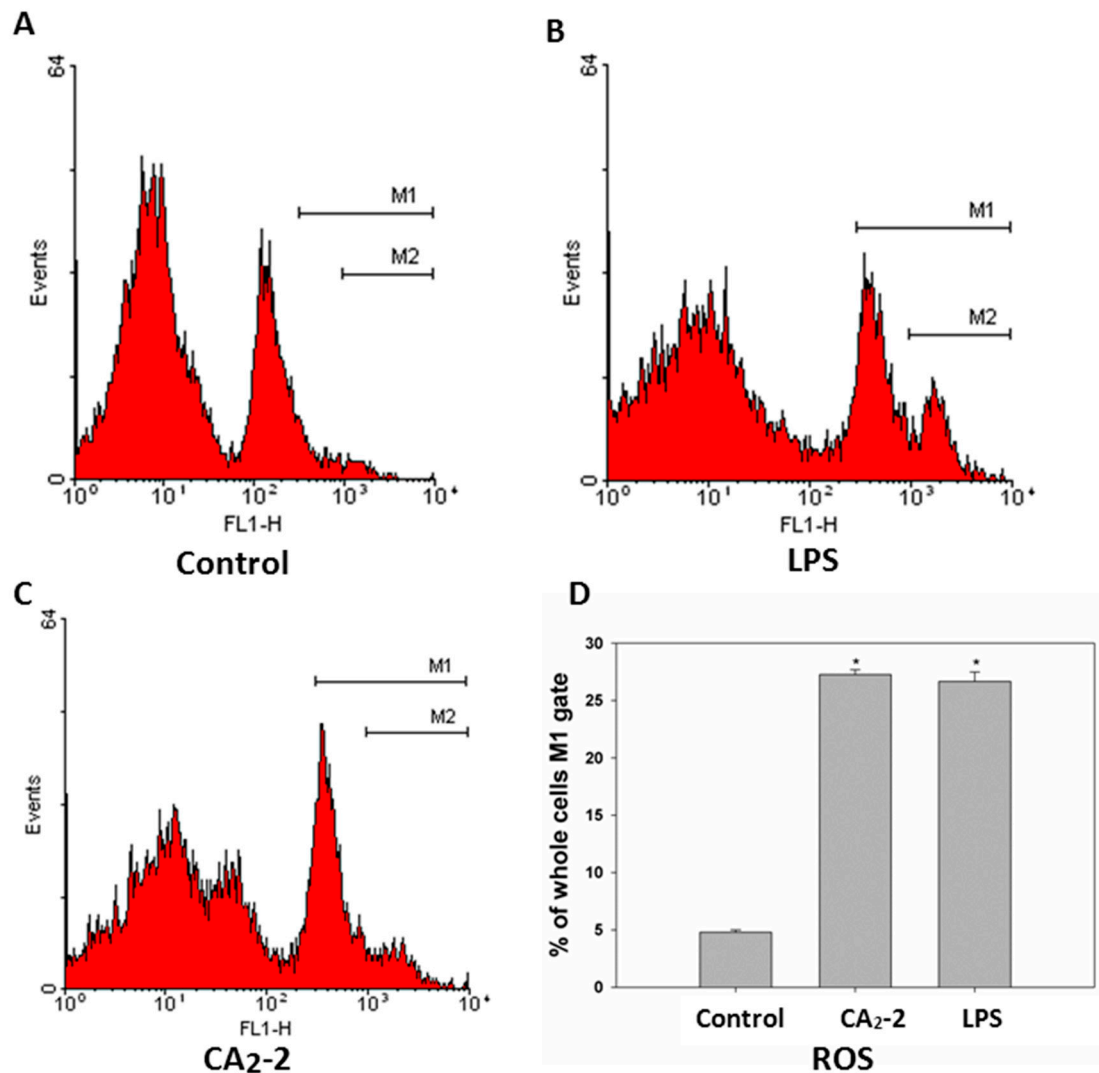 A
64
Events
0
M1
M2
10⁰ 10¹ 10² 10³ 10⁴
FL1-H
Control
B
64
Events
0
M1
M2
10⁰ 10¹ 10² 10³ 10⁴
FL1-H
LPS
C
64
Events
0
M1
M2
10⁰ 10¹ 10² 10³ 10⁴
FL1-H
CA₂-2
D
% of whole cells M1 gate
30
25
20
15
10
5
0
* *
Control CA₂-2 LPS
ROS